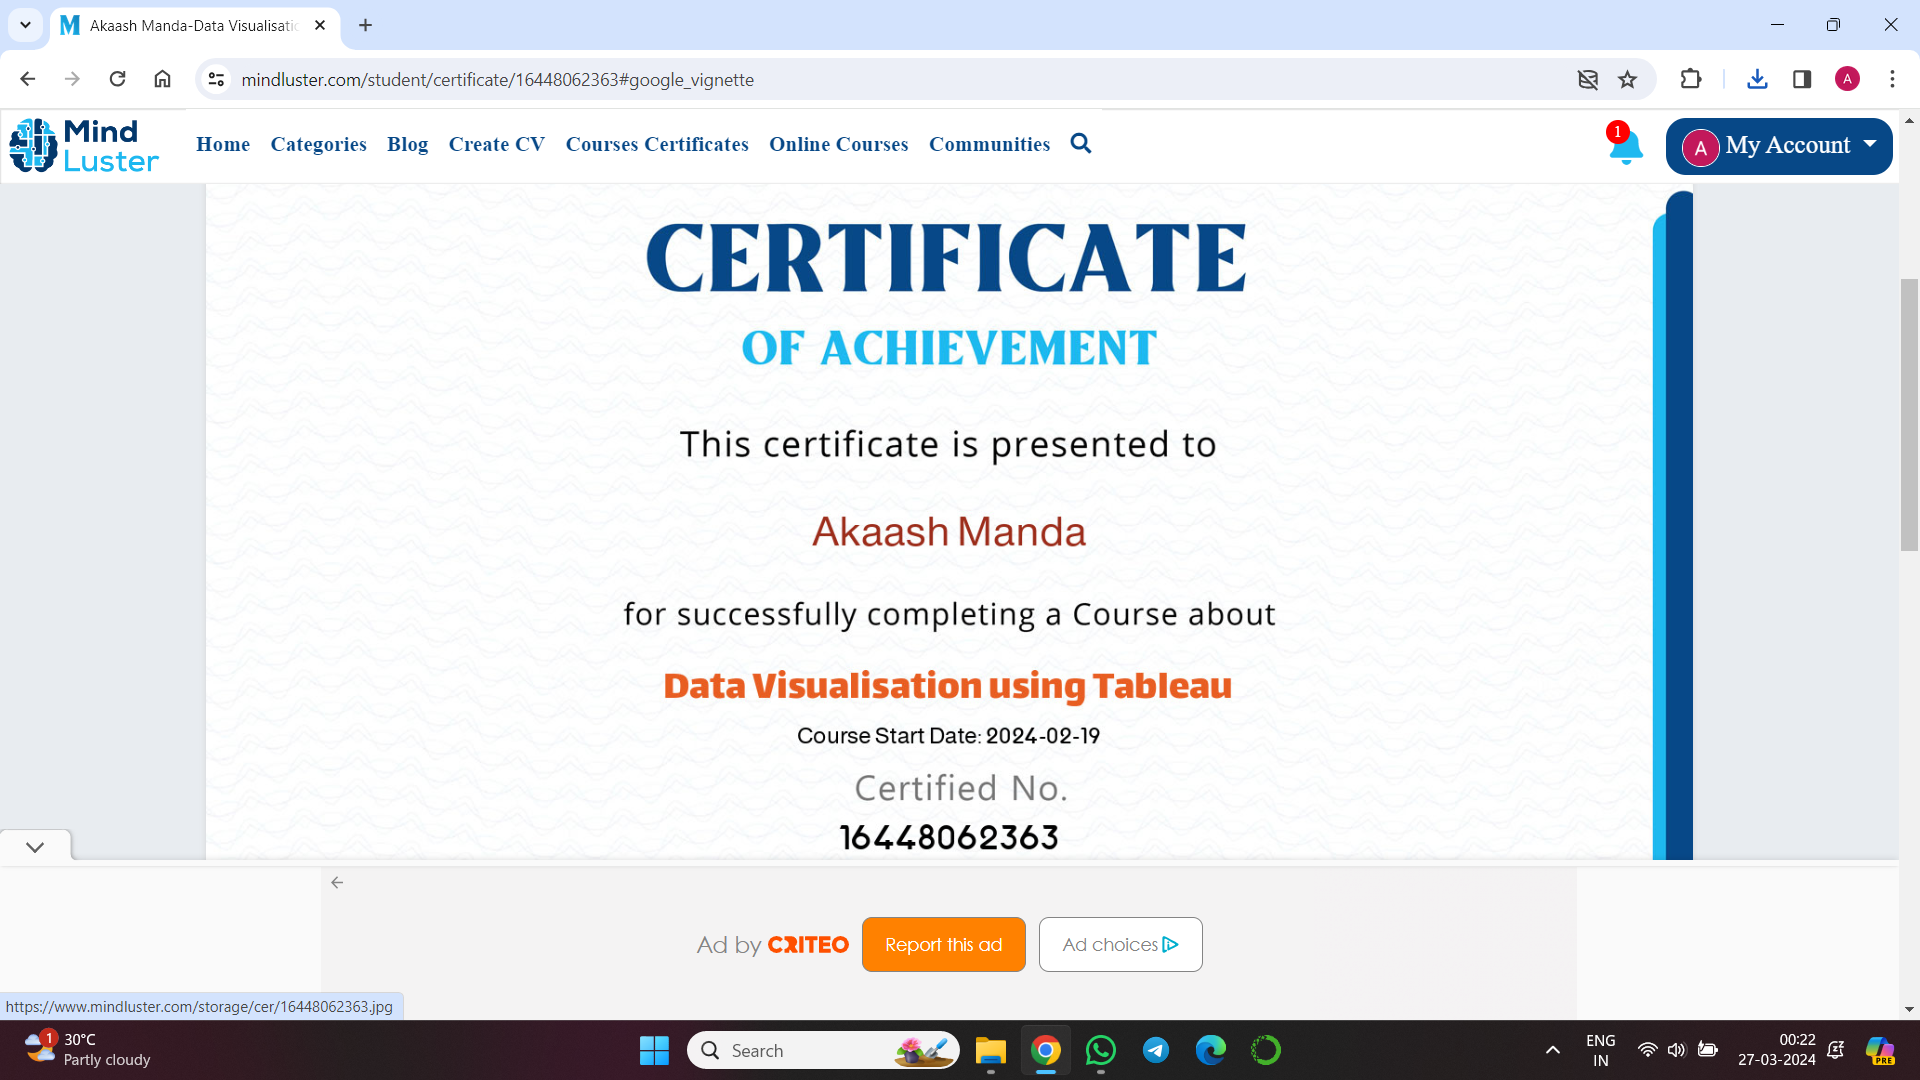 Akaash Manda-Data Visualisati
mindluster.com/student/certificate/16448062363#google_vignette
A
Mind
Luster
Home Categories Blog Create CV Courses Certificates Online Courses Communities
1
A My Account
CERTIFICATE
OF ACHIEVEMENT
This certificate is presented to
Akaash Manda
for successfully completing a Course about
Data Visualisation using Tableau
Course Start Date: 2024-02-19
Certified No.
16448062363
Ad by CRITEO Report this ad Ad choices
https://www.mindluster.com/storage/cer/16448062363.jpg
1
30°C
Partly cloudy
Search
ENG
IN
00:22
27-03-2024
PRE